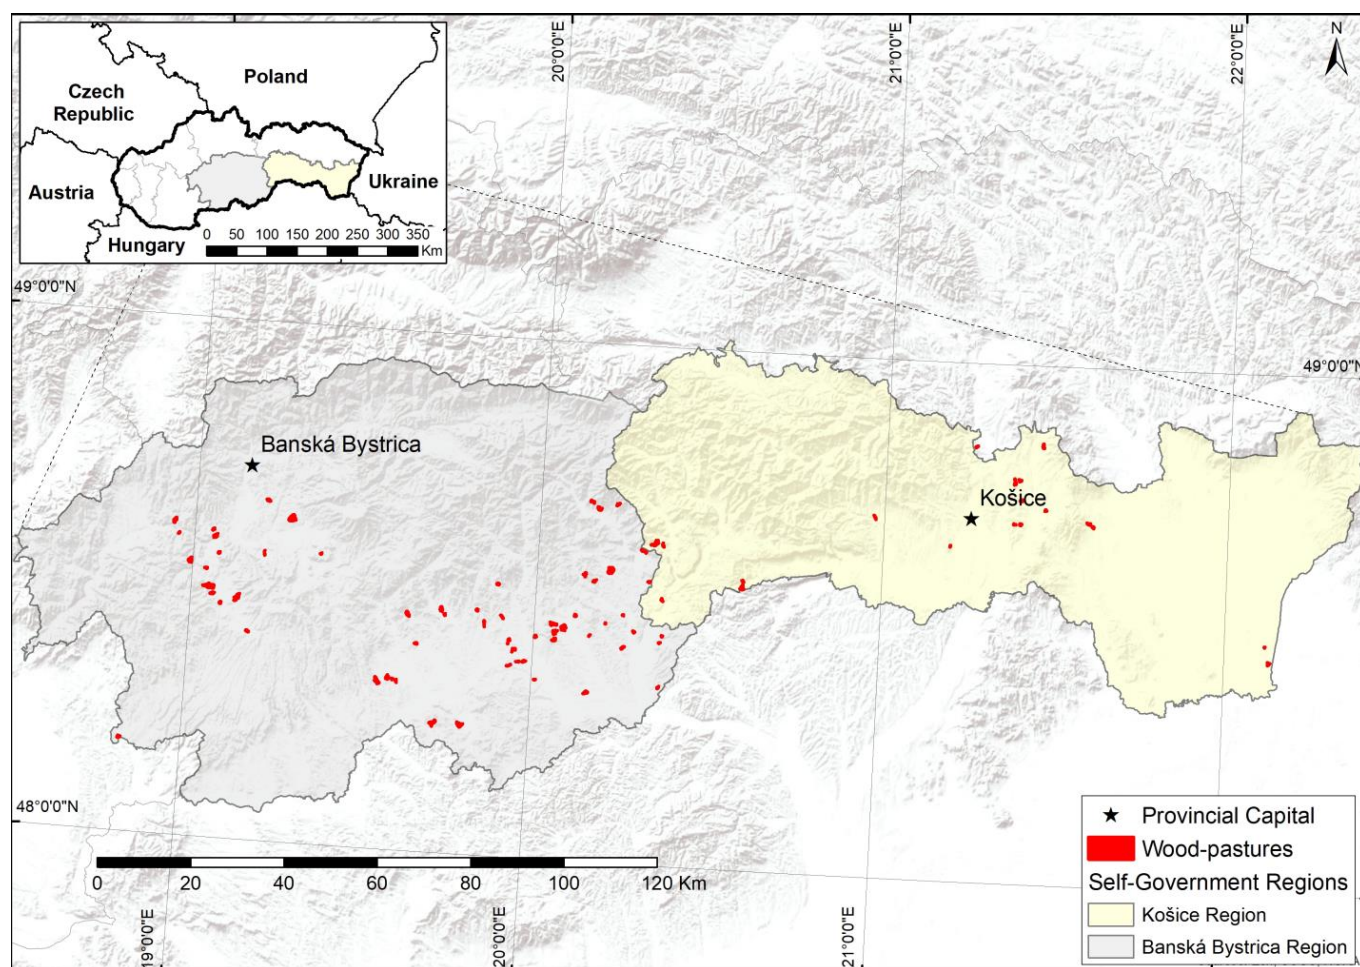 20°0'0"E
21°0'0"E
22°0'0"E
N
Poland
Czech
Republic
Austria
Ukraine
Hungary
0 50 100 150 200 250 300 350
Km
49°0'0"N
49°0'0"N
Banská Bystrica
Košice
48°0'0"N
0 20 40 60 80 100 120 Km
Provincial Capital
Wood-pastures
Self-Government Regions
Košice Region
Banská Bystrica Region
19°0'0"E
20°0'0"E
21°0'0"E